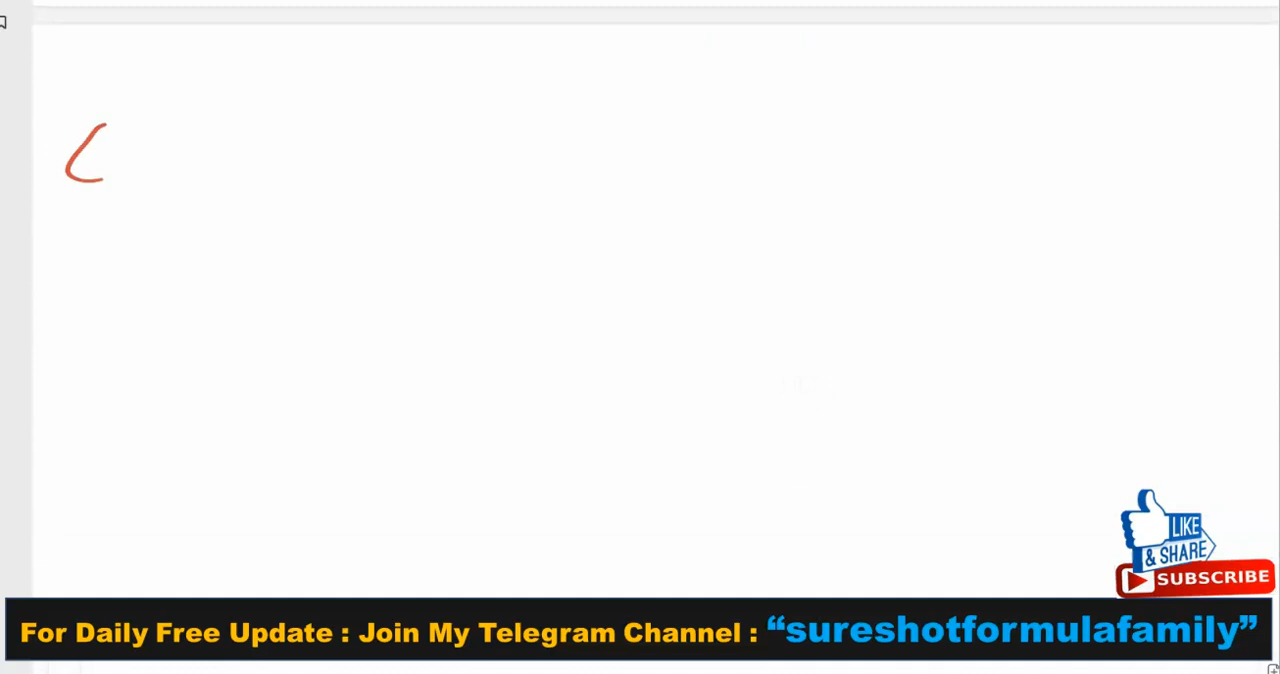 LIKE
& SHARE
SUBSCRIBE
For Daily Free Update : Join My Telegram Channel : “sureshotformulafamily”